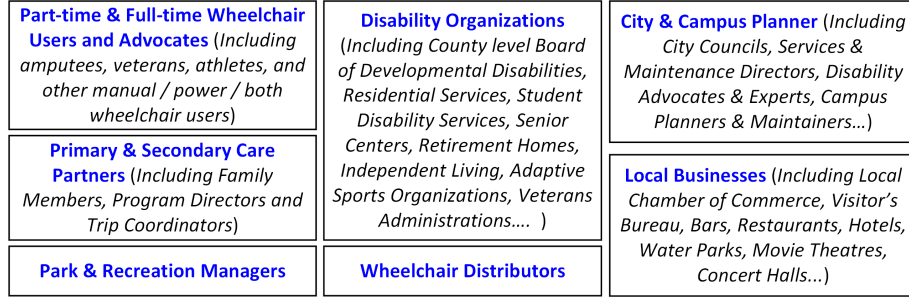 Part-time & Full-time Wheelchair
Users and Advocates (Including
amputees, veterans, athletes, and
other manual / power / both
wheelchair users)
Primary & Secondary Care
Partners (Including Family
Members, Program Directors and
Trip Coordinators)
Park & Recreation Managers
Disability Organizations
(Including County level Board
of Developmental Disabilities,
Residential Services, Student
Disability Services, Senior
Centers, Retirement Homes,
Independent Living, Adaptive
Sports Organizations, Veterans
Administrations…. )
Wheelchair Distributors
City & Campus Planner (Including
City Councils, Services &
Maintenance Directors, Disability
Advocates & Experts, Campus
Planners & Maintainers…)
Local Businesses (Including Local
Chamber of Commerce, Visitor’s
Bureau, Bars, Restaurants, Hotels,
Water Parks, Movie Theatres,
Concert Halls...)